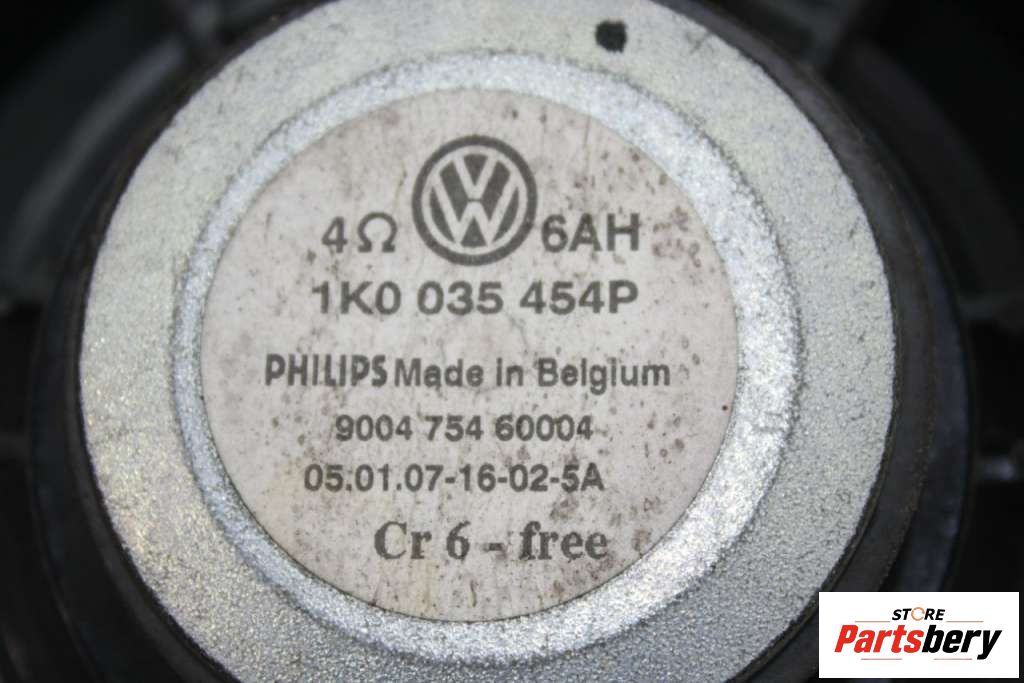 4Ω VW 6AH
1K0 035 454P
PHILIPS Made in Belgium
9004 754 60004
05.01.07-16-02-5A
Cr 6 - free
STORE
Partsbery